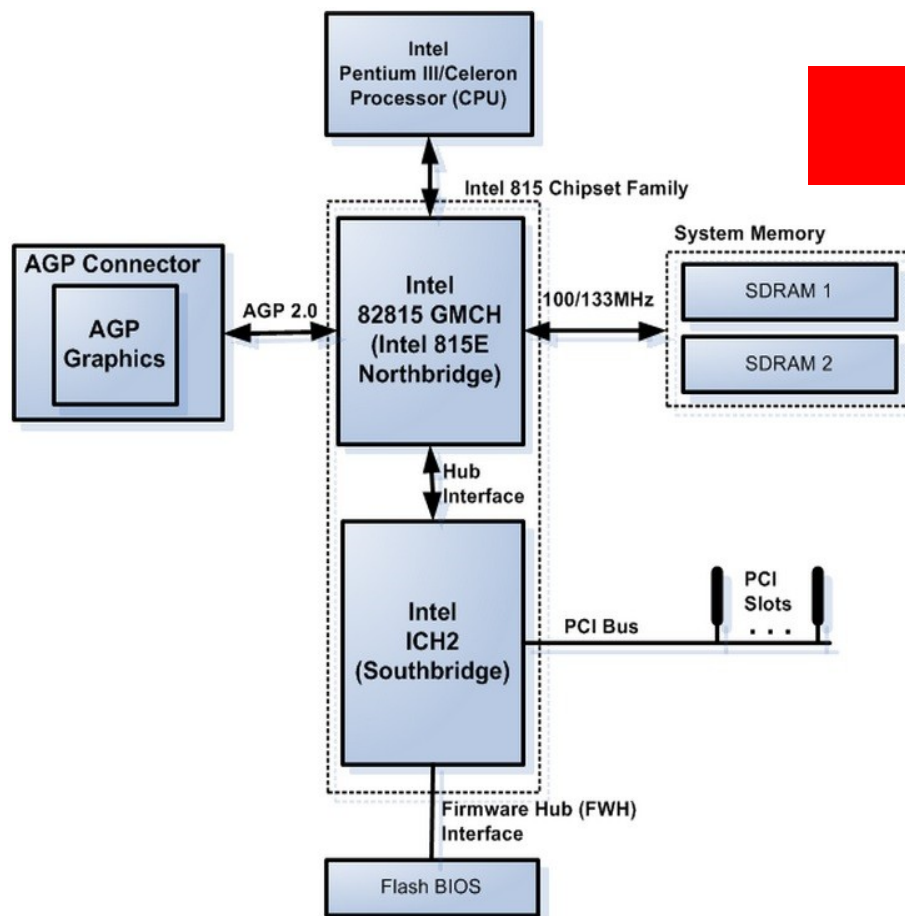 Intel
Pentium III/Celeron
Processor (CPU)
Intel 815 Chipset Family
System Memory
AGP Connector
AGP
Graphics
AGP 2.0
Intel
82815 GMCH
(Intel 815E
Northbridge)
100/133MHz
SDRAM 1
SDRAM 2
Hub
Interface
Intel
ICH2
(Southbridge)
PCI Bus
PCI
Slots
. . .
Firmware Hub (FWH)
Interface
Flash BIOS